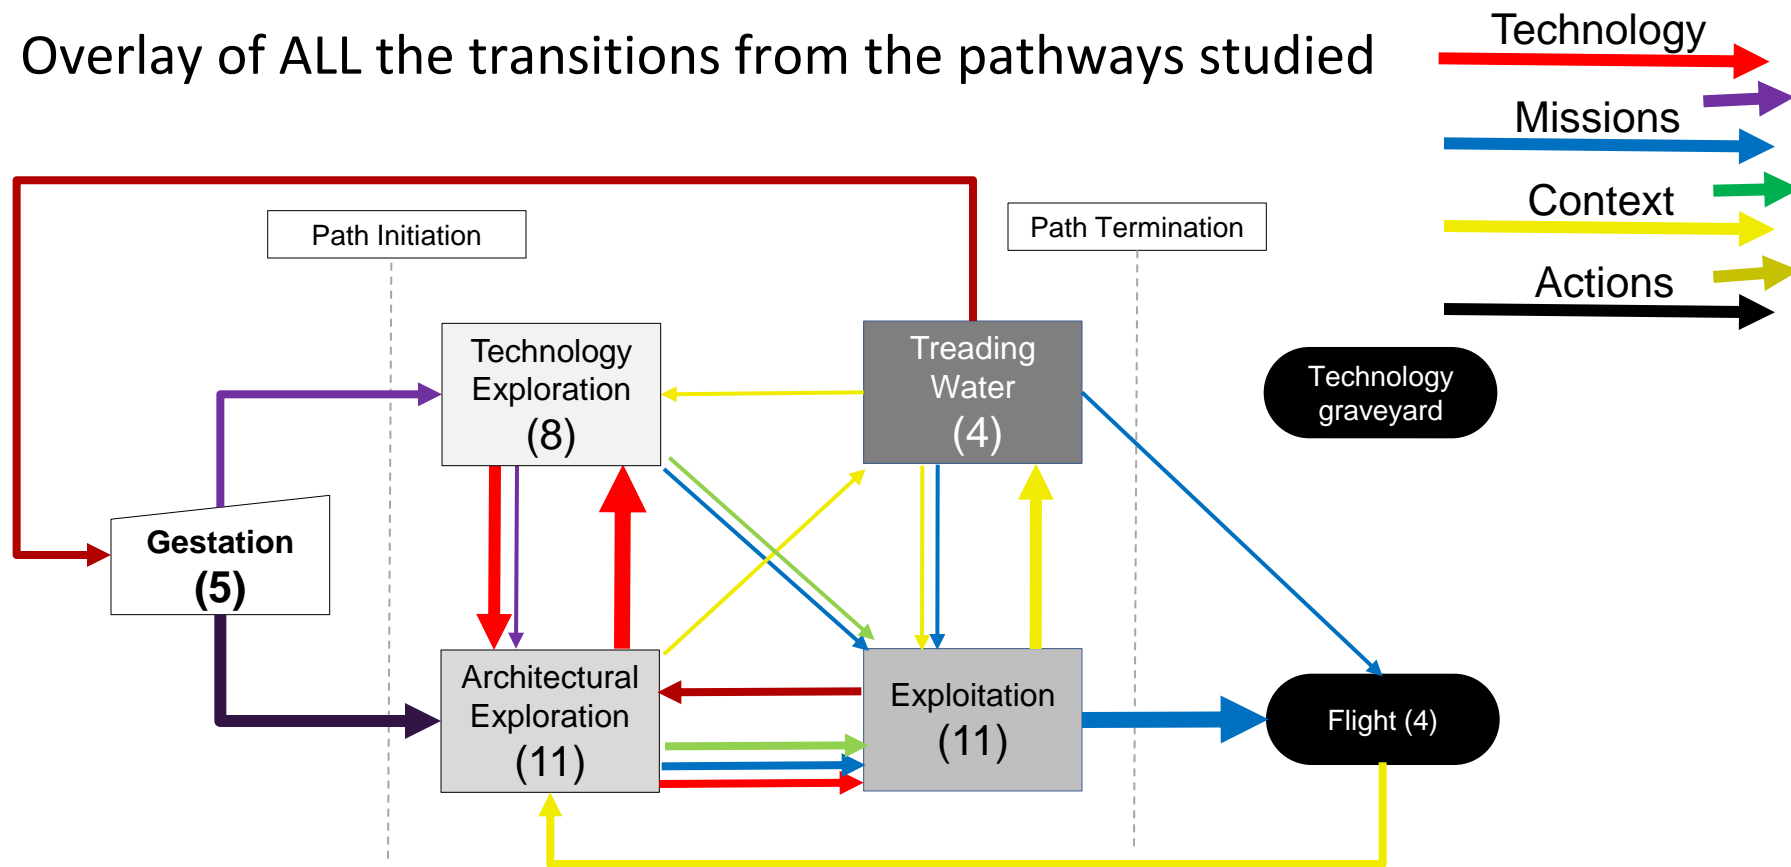 Overlay of ALL the transitions from the pathways studied
Technology
Missions
Context
Actions
Path Initiation
Path Termination
Technology
Exploration
(8)
Treading
Water
(4)
Technology
graveyard
Gestation
(5)
Architectural
Exploration
(11)
Exploitation
(11)
Flight (4)